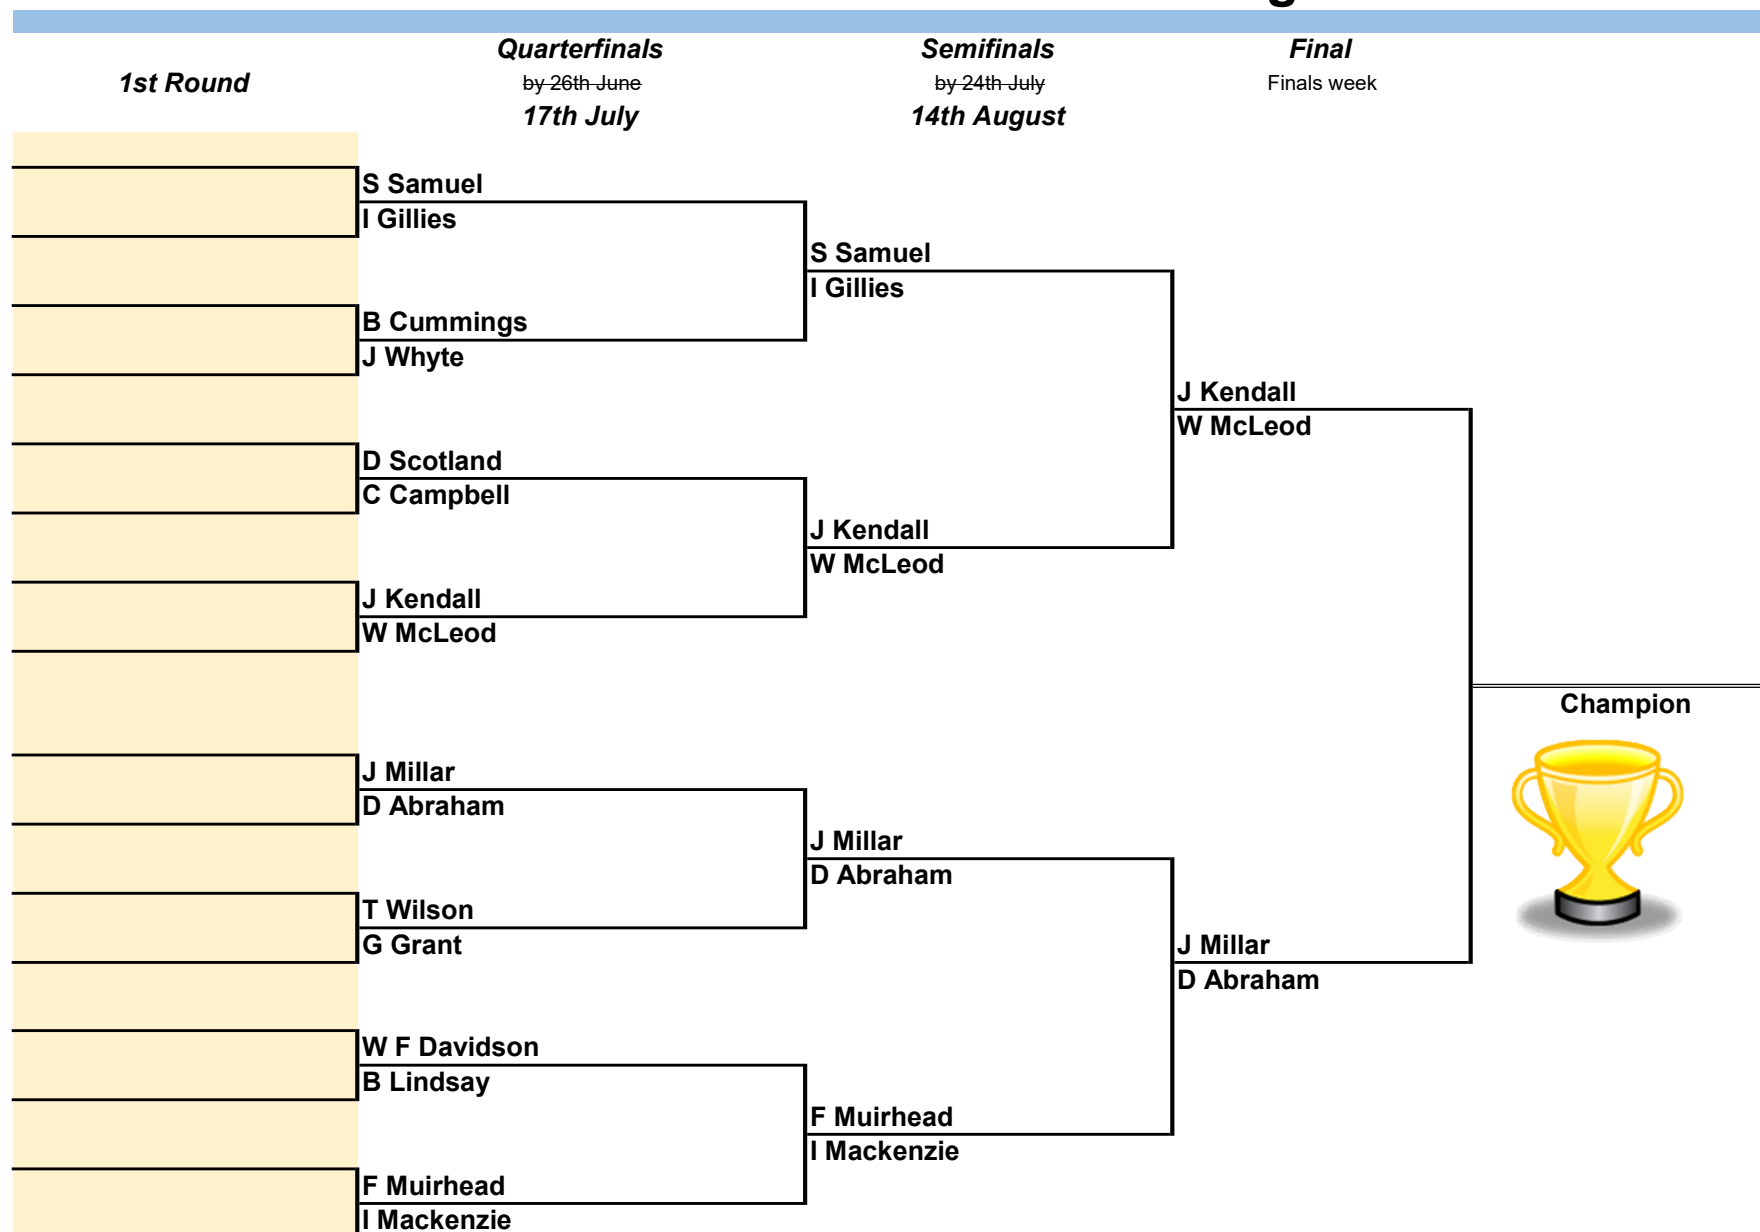 Quarterfinals
Semifinals
Final
1st Round
by 26th June
by 24th July
Finals week
17th July
14th August
S Samuel
I Gillies
B Cummings
J Whyte
D Scotland
C Campbell
J Kendall
W McLeod
J Millar
D Abraham
T Wilson
G Grant
W F Davidson
B Lindsay
F Muirhead
I Mackenzie
S Samuel
I Gillies
J Kendall
W McLeod
J Millar
D Abraham
F Muirhead
I Mackenzie
J Kendall
W McLeod
J Millar
D Abraham
Champion